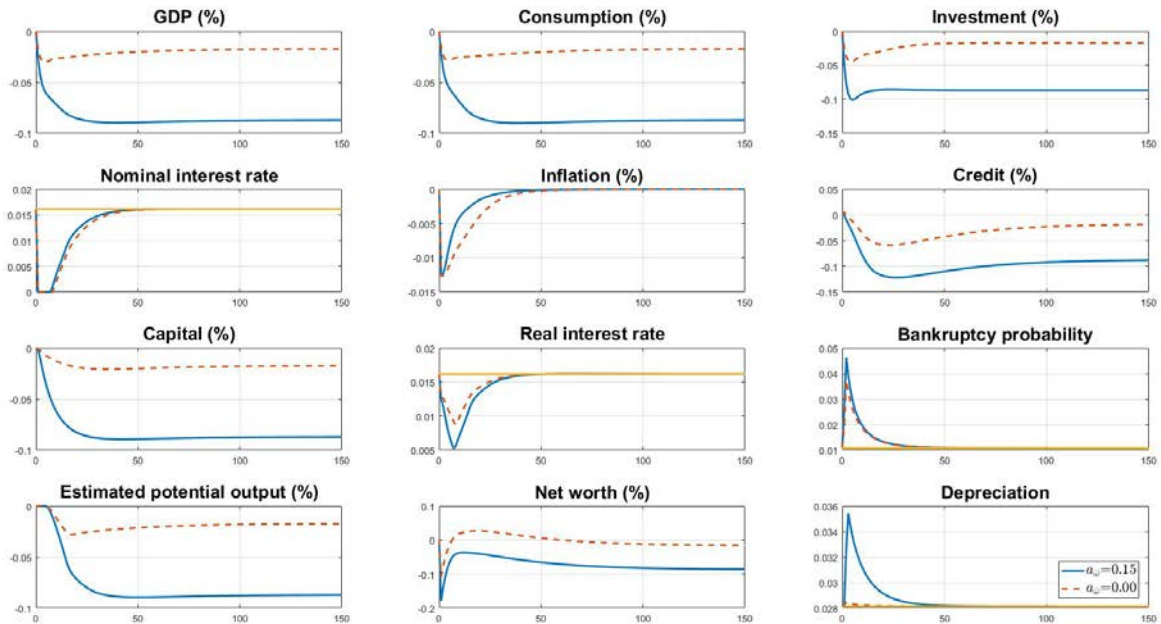 GDP (%)
0
-0.05
-0.1
0 50 100 150
Consumption (%)
0
-0.05
-0.1
0 50 100 150
Investment (%)
0
-0.05
-0.1
-0.15
0 50 100 150
Nominal interest rate
0.02
0.015
0.01
0.005
0
0 50 100 150
Inflation (%)
0
-0.005
-0.01
-0.015
0 50 100 150
Credit (%)
0.05
0
-0.05
-0.1
-0.15
0 50 100 150
Capital (%)
0
-0.05
-0.1
0 50 100 150
Real interest rate
0.02
0.015
0.01
0.005
0 50 100 150
Bankruptcy probability
0.05
0.04
0.03
0.02
0.01
0 50 100 150
Estimated potential output (%)
0
-0.05
-0.1
0 50 100 150
Net worth (%)
0.1
0
-0.1
-0.2
0 50 100 150
Depreciation
0.036
0.034
0.032
0.03
0.028
0 50 100 150
a_ω=0.15
a_ω=0.00